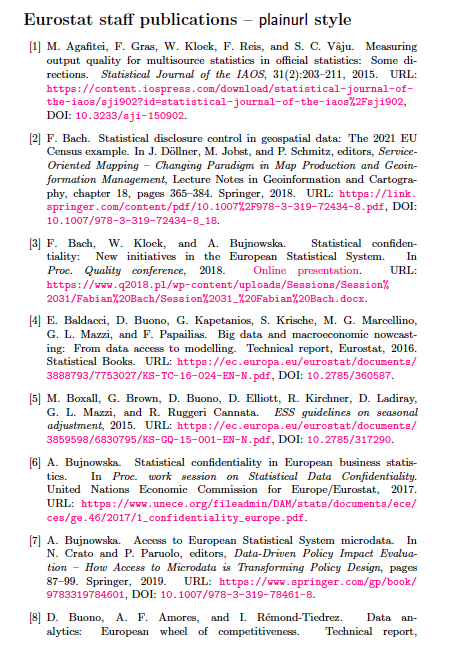 Eurostat staff publications – plainurl style
[1] M. Agafitei, F. Gras, W. Kloek, F. Reis, and S. C. Vâju. Measuring
output quality for multisource statistics in official statistics: Some di-
rections. Statistical Journal of the IAOS, 31(2):203–211, 2015. URL:
https://content.iospress.com/download/statistical-journal-of-
the-iaos/sji902?id=statistical-journal-of-the-iaos%2Fsji902,
DOI: 10.3233/sji-150902.
[2] F. Bach. Statistical disclosure control in geospatial data: The 2021 EU
Census example. In J. Döllner, M. Jobst, and P. Schmitz, editors, Service-
Oriented Mapping – Changing Paradigm in Map Production and Geoin-
formation Management, Lecture Notes in Geoinformation and Cartogra-
phy, chapter 18, pages 365–384. Springer, 2018. URL: https://link.
springer.com/content/pdf/10.1007%2F978-3-319-72434-8.pdf, DOI:
10.1007/978-3-319-72434-8_18.
[3] F. Bach, W. Kloek, and A. Bujnowska. Statistical confiden-
tiality: New initiatives in the European Statistical System. In
Proc. Quality conference, 2018. Online presentation. URL:
https://www.q2018.pl/wp-content/uploads/Sessions/Session%
2031/Fabian%20Bach/Session%2031_%20Fabian%20Bach.docx.
[4] E. Baldacci, D. Buono, G. Kapetanios, S. Krische, M. G. Marcellino,
G. L. Mazzi, and F. Papailias. Big data and macroeconomic nowcast-
ing: From data access to modelling. Technical report, Eurostat, 2016.
Statistical Books. URL: https://ec.europa.eu/eurostat/documents/
3888793/7753027/KS-TC-16-024-EN-N.pdf, DOI: 10.2785/360587.
[5] M. Boxall, G. Brown, D. Buono, D. Elliott, R. Kirchner, D. Ladiray,
G. L. Mazzi, and R. Ruggeri Cannata. ESS guidelines on seasonal
adjustment, 2015. URL: https://ec.europa.eu/eurostat/documents/
3859598/6830795/KS-GQ-15-001-EN-N.pdf, DOI: 10.2785/317290.
[6] A. Bujnowska. Statistical confidentiality in European business statis-
tics. In Proc. work session on Statistical Data Confidentiality.
United Nations Economic Commission for Europe/Eurostat, 2017.
URL: https://www.unece.org/fileadmin/DAM/stats/documents/ece/
ces/ge.46/2017/1_confidentiality_europe.pdf.
[7] A. Bujnowska. Access to European Statistical System microdata. In
N. Crato and P. Paruolo, editors, Data-Driven Policy Impact Evalua-
tion – How Access to Microdata is Transforming Policy Design, pages
87–99. Springer, 2019. URL: https://www.springer.com/gp/book/
9783319784601, DOI: 10.1007/978-3-319-78461-8.
[8] D. Buono, A. F. Amores, and I. Rémond-Tiedrez. Data an-
alytics: European wheel of competitiveness. Technical report,